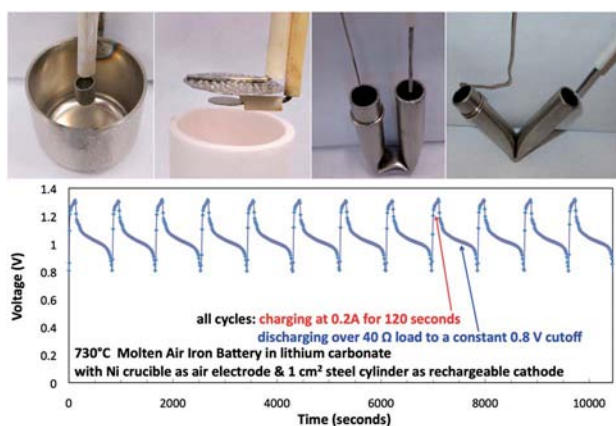 1.4
1.2
1
0.8
0.6
0.4
0.2
0
Voltage (V)
all cycles: charging at 0.2A for 120 seconds
discharging over 40 Ω load to a constant 0.8 V cutoff
730°C Molten Air Iron Battery in lithium carbonate
with Ni crucible as air electrode & 1 cm² steel cylinder as rechargeable cathode
0 2000 4000 6000 8000 10000
Time (seconds)